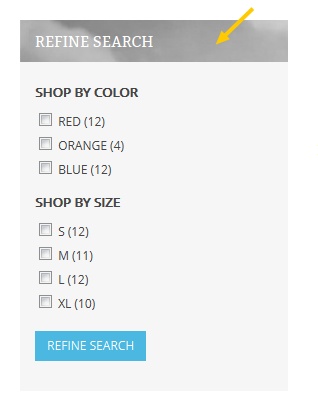 REFINE SEARCH
SHOP BY COLOR
RED (12)
ORANGE (4)
BLUE (12)
SHOP BY SIZE
S (12)
M (11)
L (12)
XL (10)
REFINE SEARCH